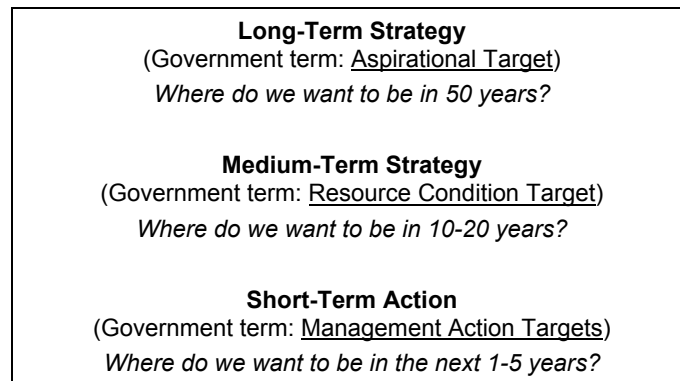 Long-Term Strategy
(Government term: Aspirational Target)
Where do we want to be in 50 years?
Medium-Term Strategy
(Government term: Resource Condition Target)
Where do we want to be in 10-20 years?
Short-Term Action
(Government term: Management Action Targets)
Where do we want to be in the next 1-5 years?